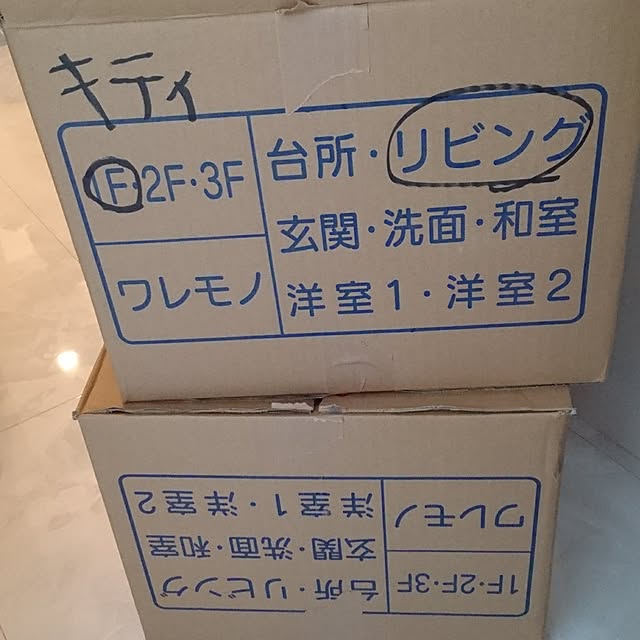 キティ
1F・2F・3F
ワレモノ
台所・リビング
玄関・洗面・和室
洋室1・洋室2
1F・2F・3F
ワレモノ
台所・リビング
玄関・洗面・和室
洋室1・洋室2